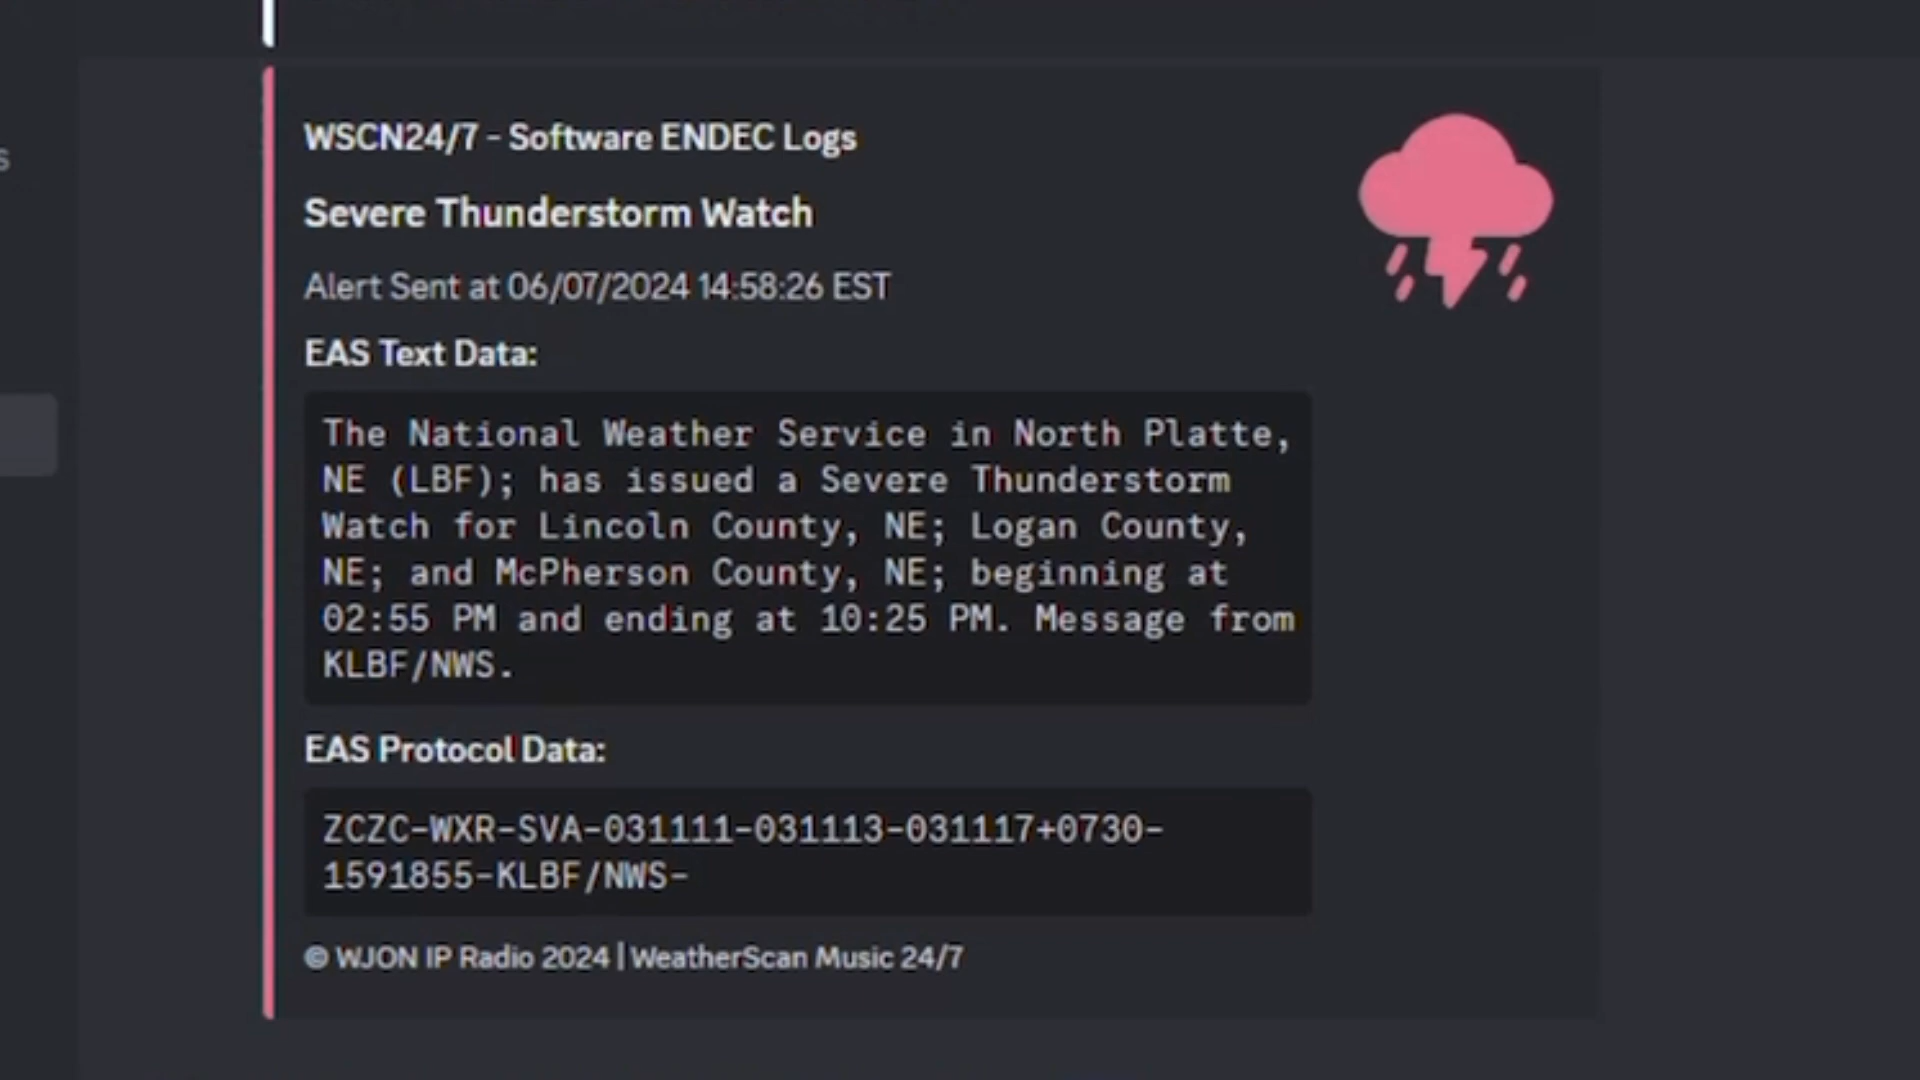 s
WSCN24/7 - Software ENDEC Logs
Severe Thunderstorm Watch
Alert Sent at 06/07/2024 14:58:26 EST
EAS Text Data:
The National Weather Service in North Platte,
NE (LBF); has issued a Severe Thunderstorm
Watch for Lincoln County, NE; Logan County,
NE; and McPherson County, NE; beginning at
02:55 PM and ending at 10:25 PM. Message from
KLBF/NWS.
EAS Protocol Data:
ZCZC-WXR-SVA-031111-031113-031117+0730-
1591855-KLBF/NWS-
© WJON IP Radio 2024 | WeatherScan Music 24/7